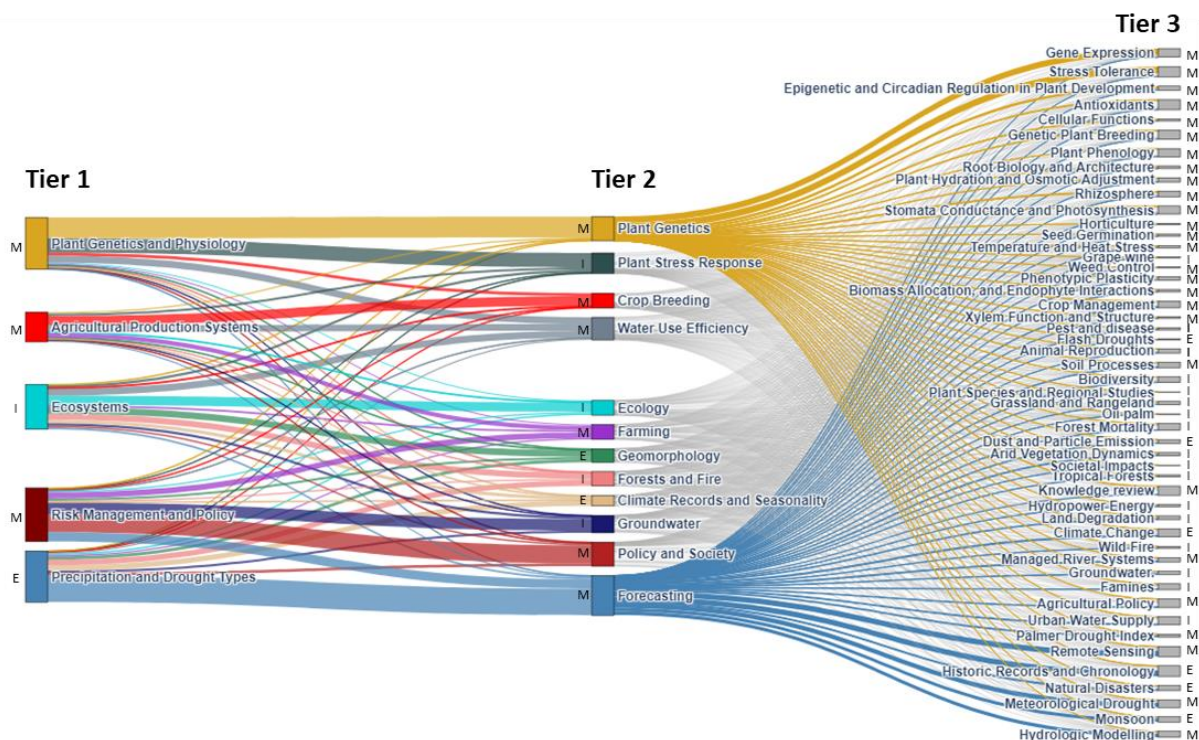 Tier 3
Tier 1
Tier 2
M Plant Genetics and Physiology
M Agricultural Production Systems
I Ecosystems
M Risk Management and Policy
E Precipitation and Drought Types
M Plant Genetics
I Plant Stress Response
M Crop Breeding
M Water Use Efficiency
I Ecology
M Farming
E Geomorphology
I Forests and Fire
E Climate Records and Seasonality
I Groundwater
M Policy and Society
M Forecasting
Gene Expression M
Stress Tolerance M
Epigenetic and Circadian Regulation in Plant Development M
Antioxidants M
Cellular Functions M
Genetic Plant Breeding M
Plant Phenology M
Root Biology and Architecture M
Plant Hydration and Osmotic Adjustment M
Rhizosphere M
Stomata Conductance and Photosynthesis M
Horticulture M
Seed Germination M
Temperature and Heat Stress M
Grape wine I
Weed Control M
Phenotypic Plasticity M
Biomass Allocation, and Endophyte Interactions M
Crop Management M
Xylem Function and Structure M
Pest and disease I
Flash Droughts E
Animal Reproduction I
Soil Processes M
Biodiversity I
Plant Species and Regional Studies I
Grassland and Rangeland I
Oil palm I
Forest Mortality I
Dust and Particle Emission E
Arid Vegetation Dynamics I
Societal Impacts I
Tropical Forests I
Knowledge review M
Hydropower Energy I
Land Degradation I
Climate Change E
Wild Fire I
Managed River Systems M
Groundwater I
Famines I
Agricultural Policy M
Urban Water Supply I
Palmer Drought Index M
Remote Sensing M
Historic Records and Chronology E
Natural Disasters E
Meteorological Drought M
Monsoon E
Hydrologic Modelling M